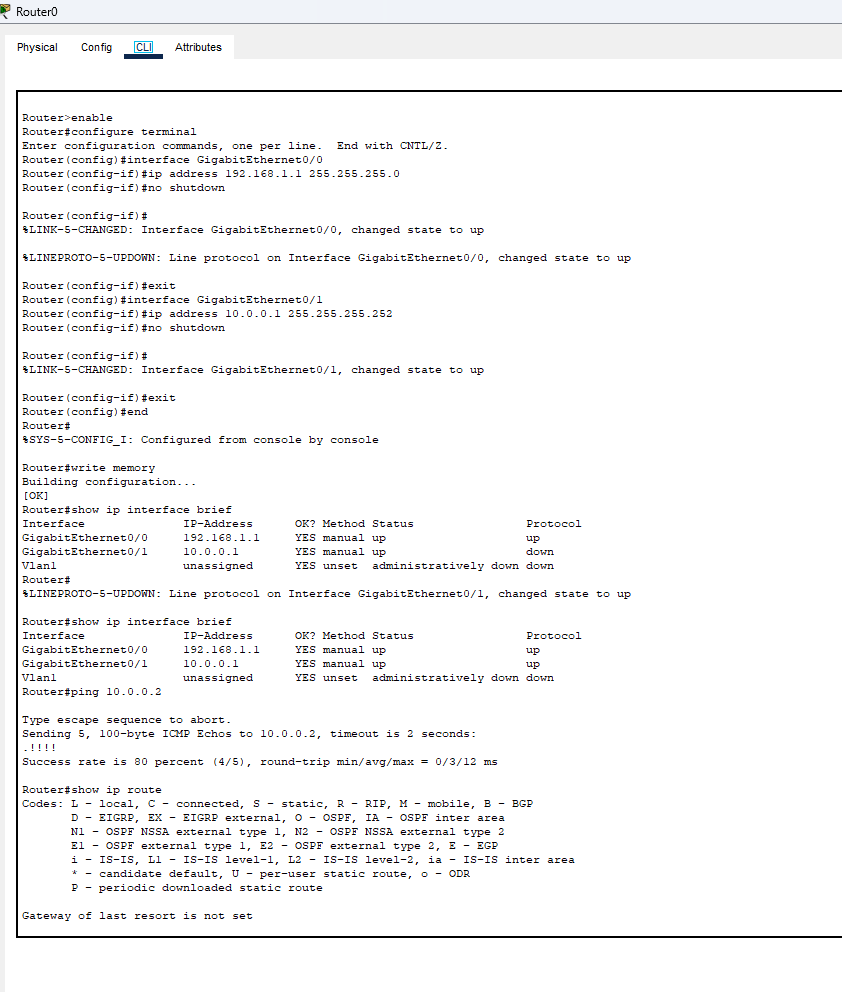 Router0
Physical Config CLI Attributes
Router>enable
Router#configure terminal
Enter configuration commands, one per line.  End with CNTL/Z.
Router(config)#interface GigabitEthernet0/0
Router(config-if)#ip address 192.168.1.1 255.255.255.0
Router(config-if)#no shutdown
Router(config-if)#
%LINK-5-CHANGED: Interface GigabitEthernet0/0, changed state to up
%LINEPROTO-5-UPDOWN: Line protocol on Interface GigabitEthernet0/0, changed state to up
Router(config-if)#exit
Router(config)#interface GigabitEthernet0/1
Router(config-if)#ip address 10.0.0.1 255.255.255.252
Router(config-if)#no shutdown
Router(config-if)#
%LINK-5-CHANGED: Interface GigabitEthernet0/1, changed state to up
Router(config-if)#exit
Router(config)#end
Router#
%SYS-5-CONFIG_I: Configured from console by console
Router#write memory
Building configuration...
[OK]
Router#show ip interface brief
Interface              IP-Address      OK? Method Status                Protocol
GigabitEthernet0/0     192.168.1.1     YES manual up                    up
GigabitEthernet0/1     10.0.0.1        YES manual up                    down
Vlan1                  unassigned      YES unset  administratively down down
Router#
%LINEPROTO-5-UPDOWN: Line protocol on Interface GigabitEthernet0/1, changed state to up
Router#show ip interface brief
Interface              IP-Address      OK? Method Status                Protocol
GigabitEthernet0/0     192.168.1.1     YES manual up                    up
GigabitEthernet0/1     10.0.0.1        YES manual up                    up
Vlan1                  unassigned      YES unset  administratively down down
Router#ping 10.0.0.2
Type escape sequence to abort.
Sending 5, 100-byte ICMP Echos to 10.0.0.2, timeout is 2 seconds:
.!!!!
Success rate is 80 percent (4/5), round-trip min/avg/max = 0/3/12 ms
Router#show ip route
Codes: L - local, C - connected, S - static, R - RIP, M - mobile, B - BGP
       D - EIGRP, EX - EIGRP external, O - OSPF, IA - OSPF inter area
       N1 - OSPF NSSA external type 1, N2 - OSPF NSSA external type 2
       E1 - OSPF external type 1, E2 - OSPF external type 2, E - EGP
       i - IS-IS, L1 - IS-IS level-1, L2 - IS-IS level-2, ia - IS-IS inter area
       * - candidate default, U - per-user static route, o - ODR
       P - periodic downloaded static route
Gateway of last resort is not set